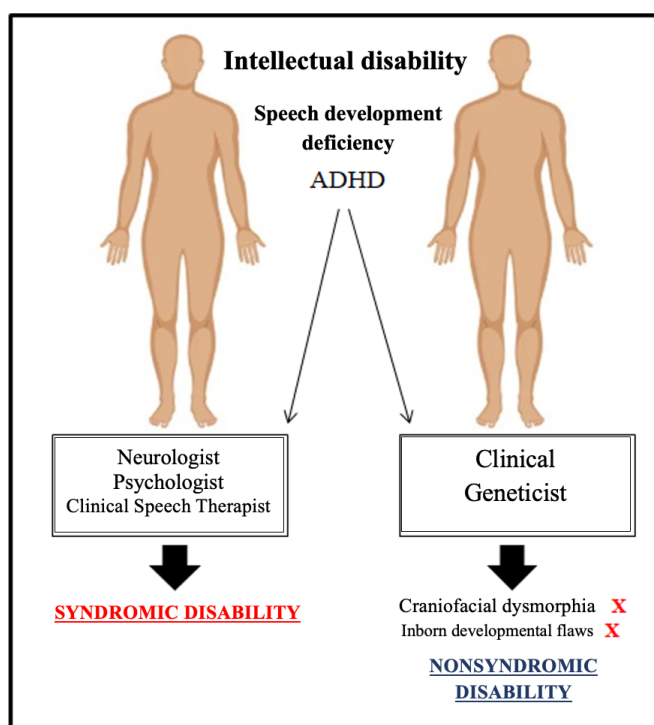 Intellectual disability
Speech development
deficiency
ADHD
Neurologist
Psychologist
Clinical Speech Therapist
SYNDROMIC DISABILITY
Clinical
Geneticist
Craniofacial dysmorphia X
Inborn developmental flaws X
NONSYNDROMIC
DISABILITY